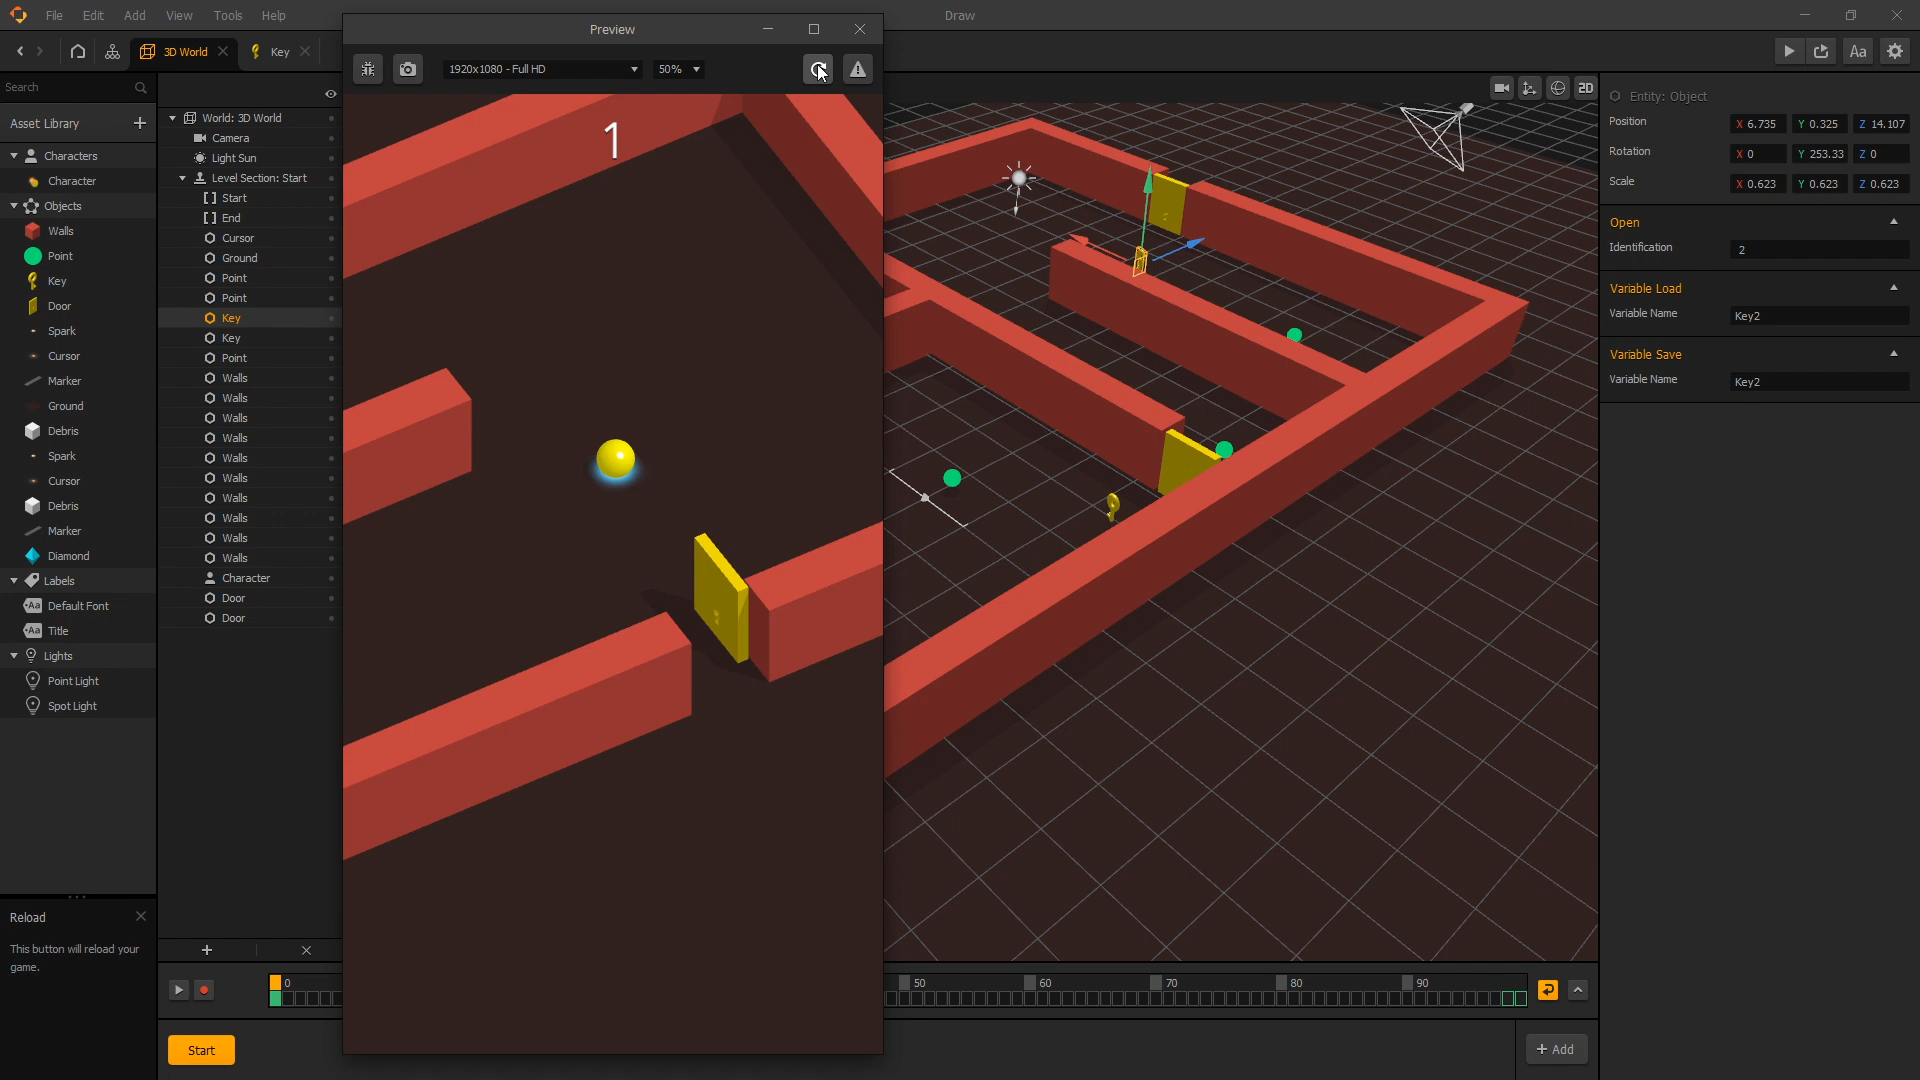 File Edit Add View Tools Help
Draw
Preview
3D World
Key
Aa
1920x1080 - Full HD
50%
Search
Asset Library
Characters
Character
Objects
Walls
Point
Key
Door
Spark
Cursor
Marker
Ground
Debris
Spark
Cursor
Debris
Marker
Diamond
Labels
Aa Default Font
Aa Title
Lights
Point Light
Spot Light
Reload
This button will reload your
game.
World: 3D World
Camera
Light Sun
Level Section: Start
Start
End
Cursor
Ground
Point
Point
Key
Key
Point
Walls
Walls
Walls
Walls
Walls
Walls
Walls
Walls
Walls
Walls
Character
Door
Door
1
2D
Entity: Object
Position X 6.735 Y 0.325 Z 14.107
Rotation X 0 Y 253.33 Z 0
Scale X 0.623 Y 0.623 Z 0.623
Open
Identification 2
Variable Load
Variable Name Key2
Variable Save
Variable Name Key2
0 50 60 70 80 90
Start
+ Add